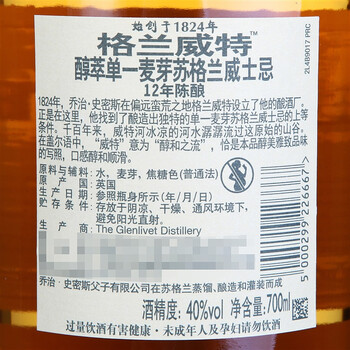 始创于1824年
格兰威特™
醇萃单一麦芽苏格兰威士忌
12年陈酿
1824年，乔治·史密斯在偏远蛮荒之地格兰威特设立了他的酿酒厂。
正是在这里，他找到了酿造出独特的单一麦芽苏格兰威士忌的上等
条件。千百年来，威特河冰凉的河水潺潺流过这原始的山谷，
在盖尔语中，“威特”意为“醇和之流”，恰是本品醇美雅致品味
的写照，口感醇和顺滑。
原料与辅料：水，麦芽，焦糖色(普通法)
原产国：英国
生产日期：参照瓶身所示（年/月/日）
贮存条件：存放于阴凉、干燥、通风环境下，
避免阳光直射。
The Glenlivet Distillery
乔治·史密斯父子有限公司在苏格兰蒸馏、酿造和灌装而成
酒精度：40%vol 净含量：700ml
过量饮酒有害健康·未成年人及孕妇请勿饮酒
2L4B9017 PRC
5 000299 226667